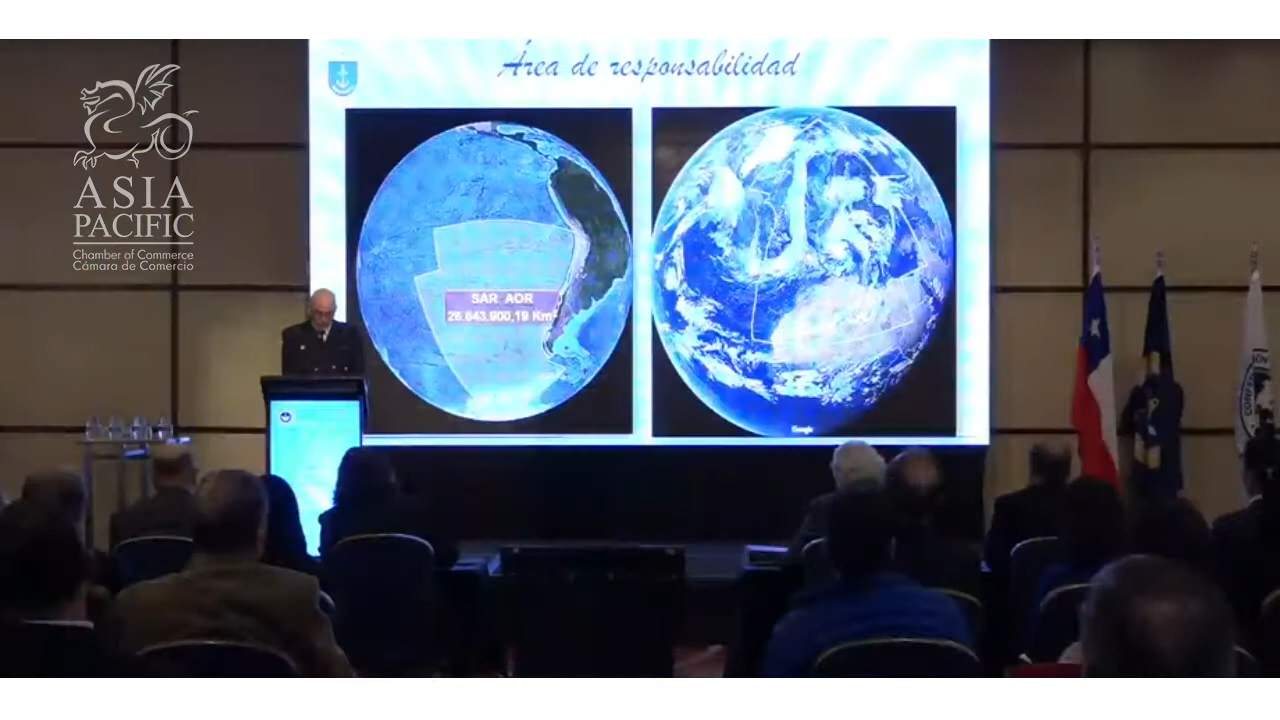 Área de responsabilidad
ASIA
PACIFIC
Chamber of Commerce
Cámara de Comercio
SAR AOR
26.643.900,19 Km²
Google